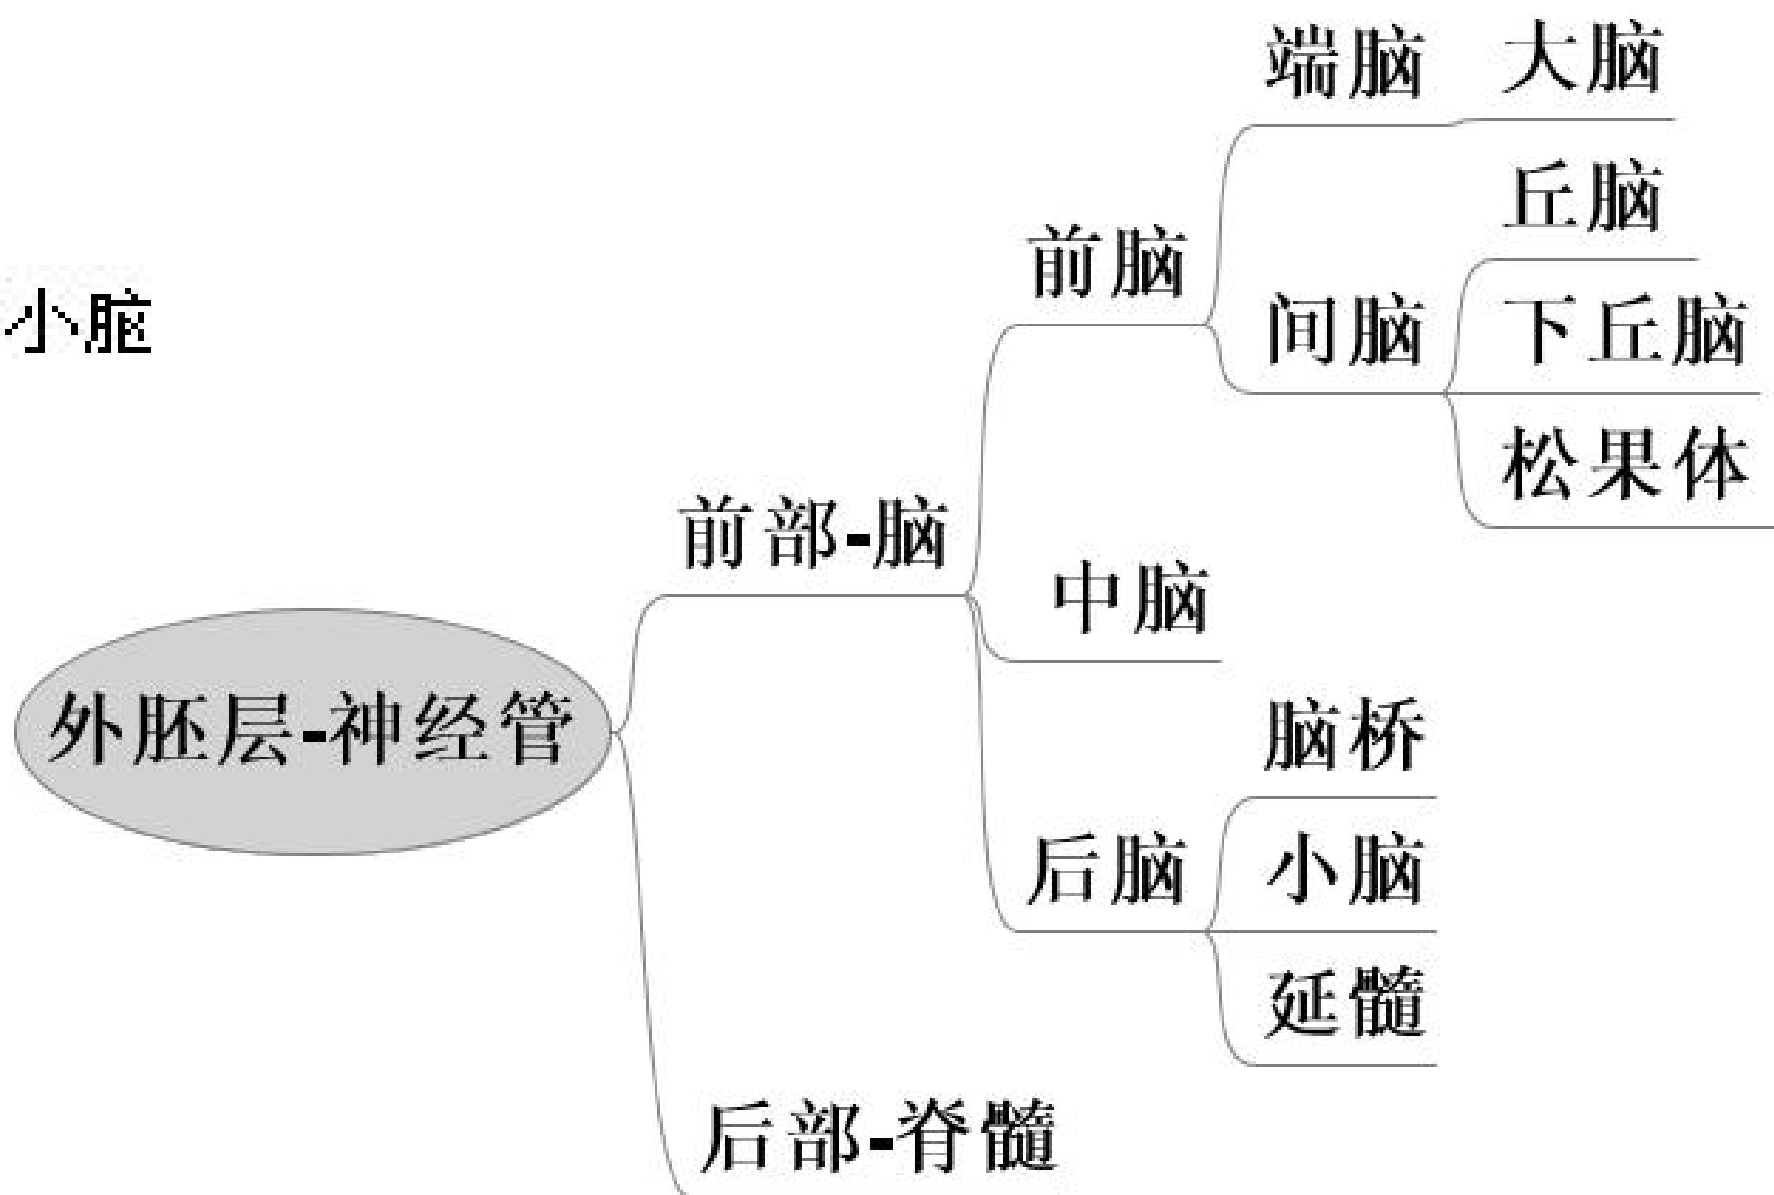 端脑 大脑
丘脑
前脑
间脑 下丘脑
小脑
松果体
前部-脑
中脑
外胚层-神经管
脑桥
后脑 小脑
延髓
后部-脊髓